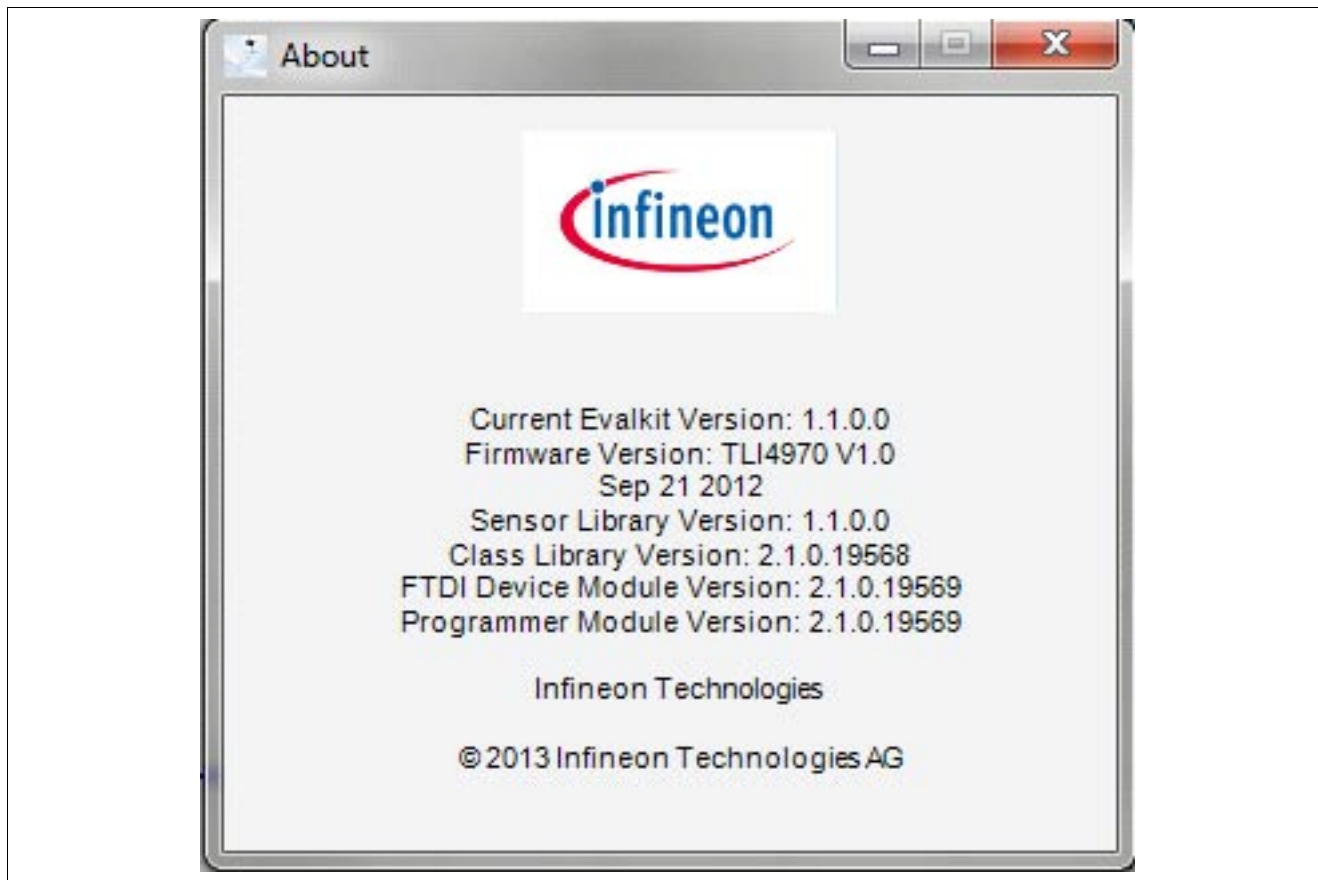 About
infineon
Current Evalkit Version: 1.1.0.0
Firmware Version: TLI4970 V1.0
Sep 21 2012
Sensor Library Version: 1.1.0.0
Class Library Version: 2.1.0.19568
FTDI Device Module Version: 2.1.0.19569
Programmer Module Version: 2.1.0.19569
Infineon Technologies
© 2013 Infineon Technologies AG